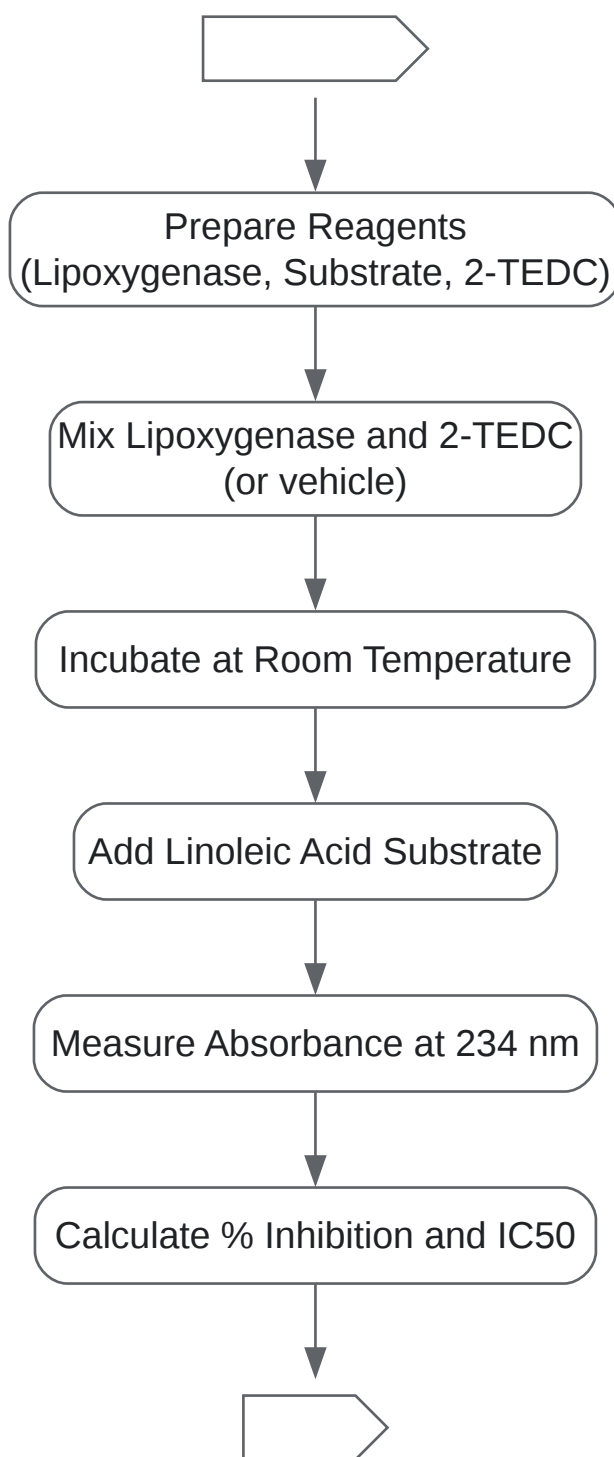 Prepare Reagents
(Lipoxygenase, Substrate, 2-TEDC)
Mix Lipoxygenase and 2-TEDC
(or vehicle)
Incubate at Room Temperature
Add Linoleic Acid Substrate
Measure Absorbance at 234 nm
Calculate % Inhibition and IC50